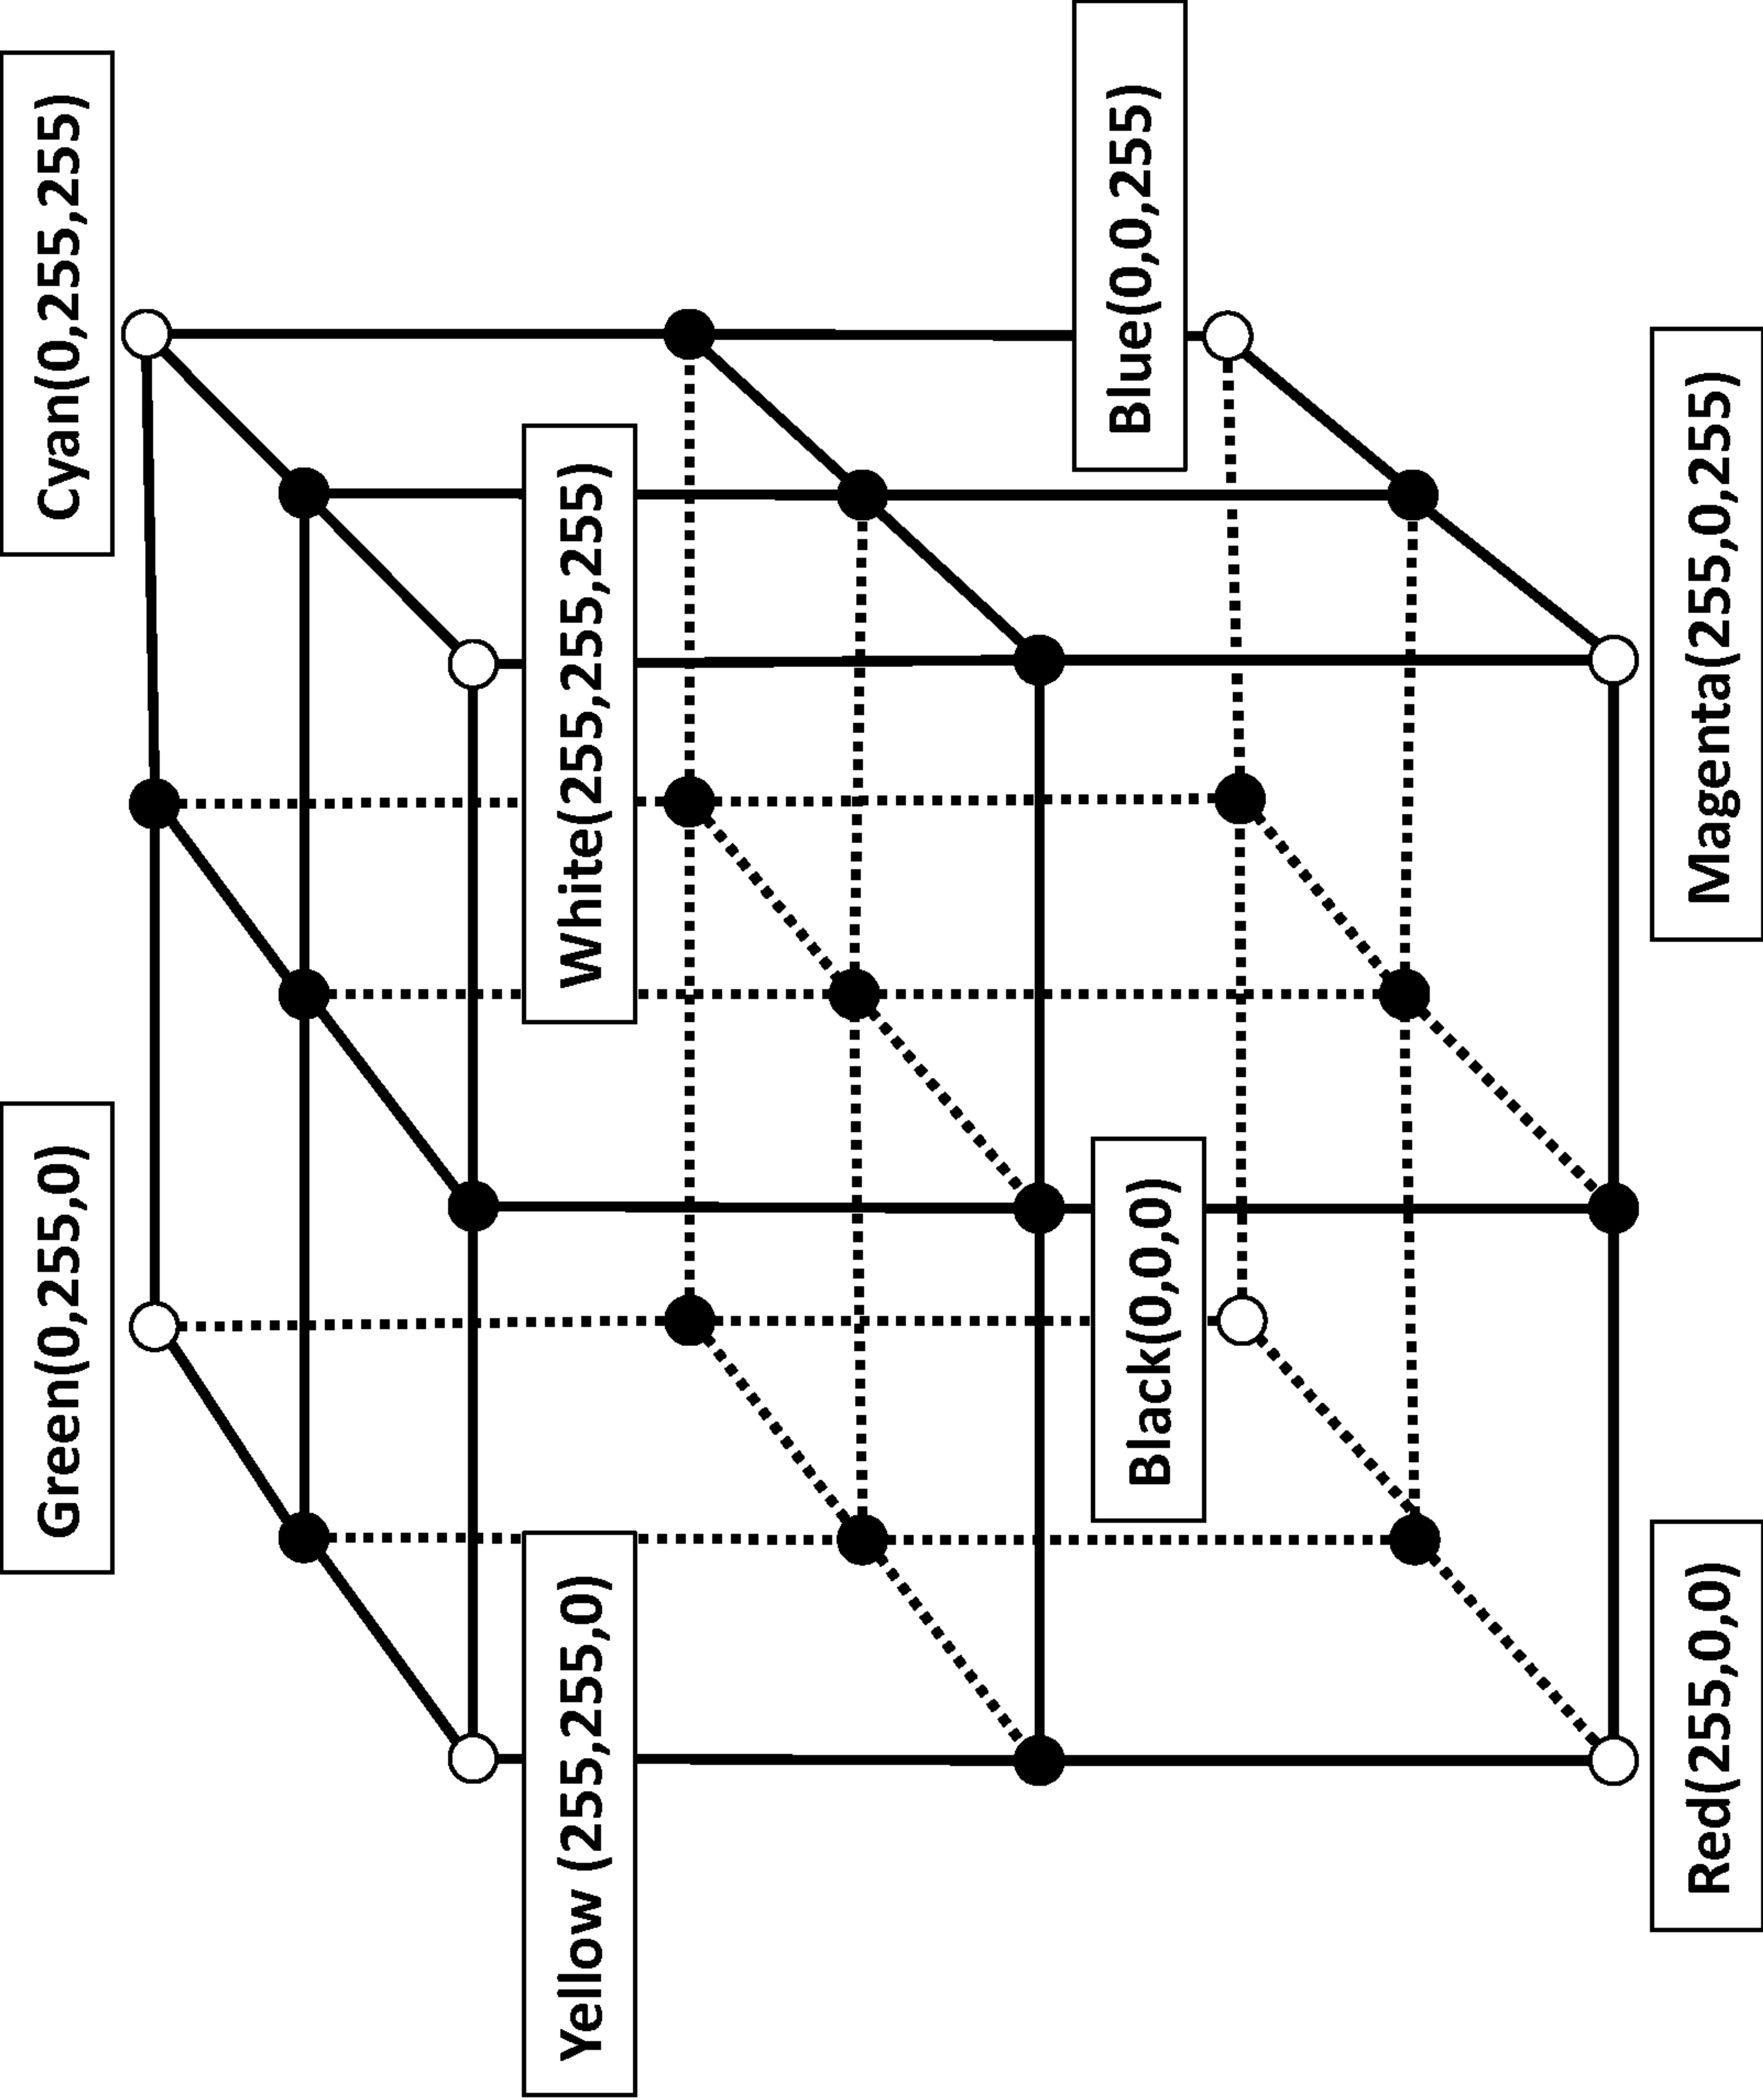 Green(0,255,0)
Cyan(0,255,255)
Yellow (255,255,0)
White(255,255,255)
Black(0,0,0)
Blue(0,0,255)
Red(255,0,0)
Magenta(255,0,255)